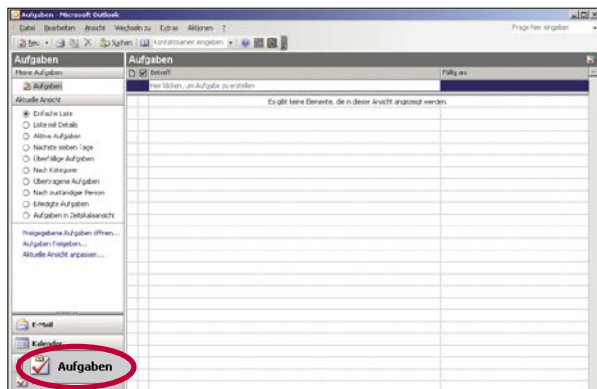 Aufgaben - Microsoft Outlook
Datei Bearbeiten Ansicht Wechseln zu Extras Aktionen ?
Frage hier eingeben
Neu Suchen Kontaktnamen eingeben
Aufgaben
Meine Aufgaben
Aufgaben
Aktuelle Ansicht
Einfache Liste
Liste mit Details
Aktive Aufgaben
Nächste sieben Tage
Überfällige Aufgaben
Nach Kategorie
Übertragene Aufgaben
Nach zuständiger Person
Erledigte Aufgaben
Aufgaben in Zeitskalaansicht
Freigegebene Aufgaben öffnen...
Aufgaben freigeben...
Aktuelle Ansicht anpassen...
E-Mail
Kalender
Aufgaben
Aufgaben
Betreff Fällig am
Hier klicken, um Aufgabe zu erstellen
Es gibt keine Elemente, die in dieser Ansicht angezeigt werden.